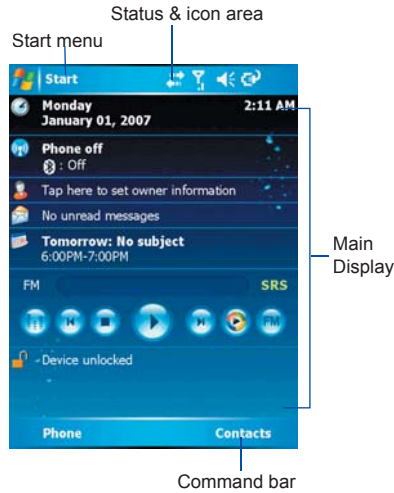 Status & icon area
Start menu
Start
Monday 2:11 AM
January 01, 2007
Phone off
: Off
Tap here to set owner information
No unread messages
Tomorrow: No subject
6:00PM-7:00PM
Main
Display
FM SRS
FM
Device unlocked
Phone Contacts
Command bar